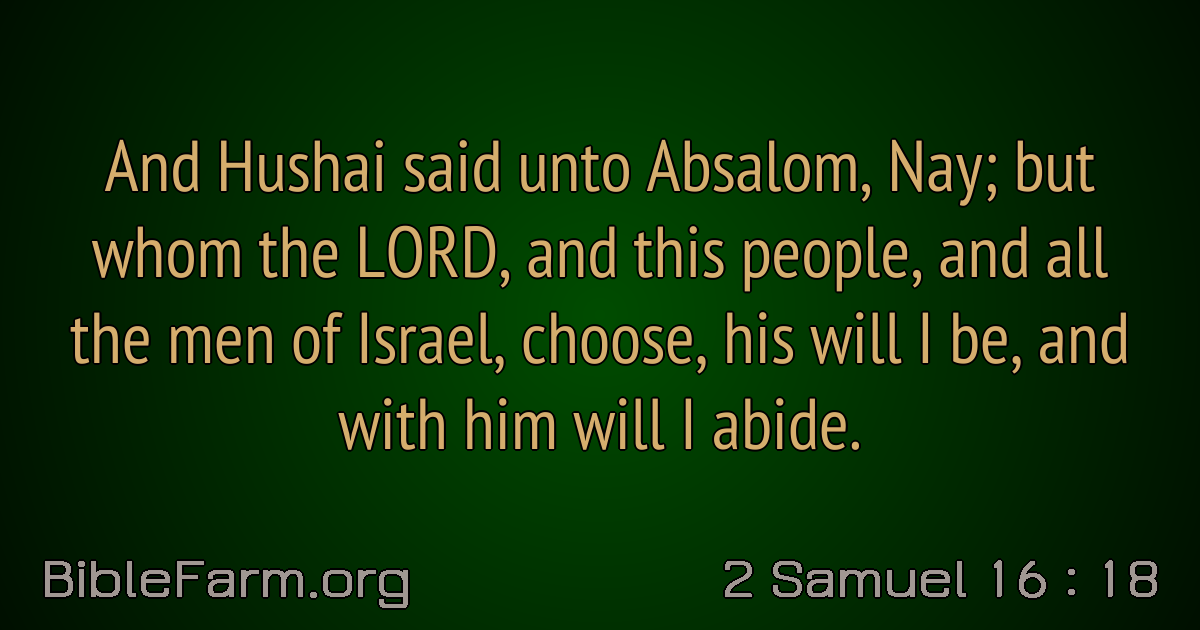 And Hushai said unto Absalom, Nay; but
whom the LORD, and this people, and all
the men of Israel, choose, his will I be, and
with him will I abide.
BibleFarm.org
2 Samuel 16 : 18